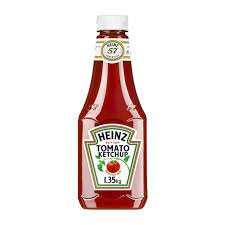 HEINZ
57
HEINZ
TOMATO
KETCHUP
1.35kg